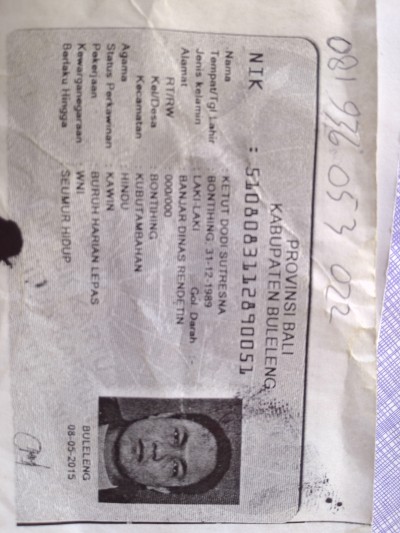 081 936 053 022
PROVINSI BALI
KABUPATEN BULELENG
NIK : 5108083112890051
Nama : KETUT DODI SUTRESNA
Tempat/Tgl Lahir : BONTIHING, 31-12-1989
Jenis kelamin : LAKI-LAKI Gol. Darah : -
Alamat : BANJAR DINAS RENDETIN
RT/RW : 000/000
Kel/Desa : BONTIHING
Kecamatan : KUBUTAMBAHAN
Agama : HINDU
Status Perkawinan : KAWIN
Pekerjaan : BURUH HARIAN LEPAS
Kewarganegaraan : WNI
Berlaku Hingga : SEUMUR HIDUP
BULELENG
08-05-2015